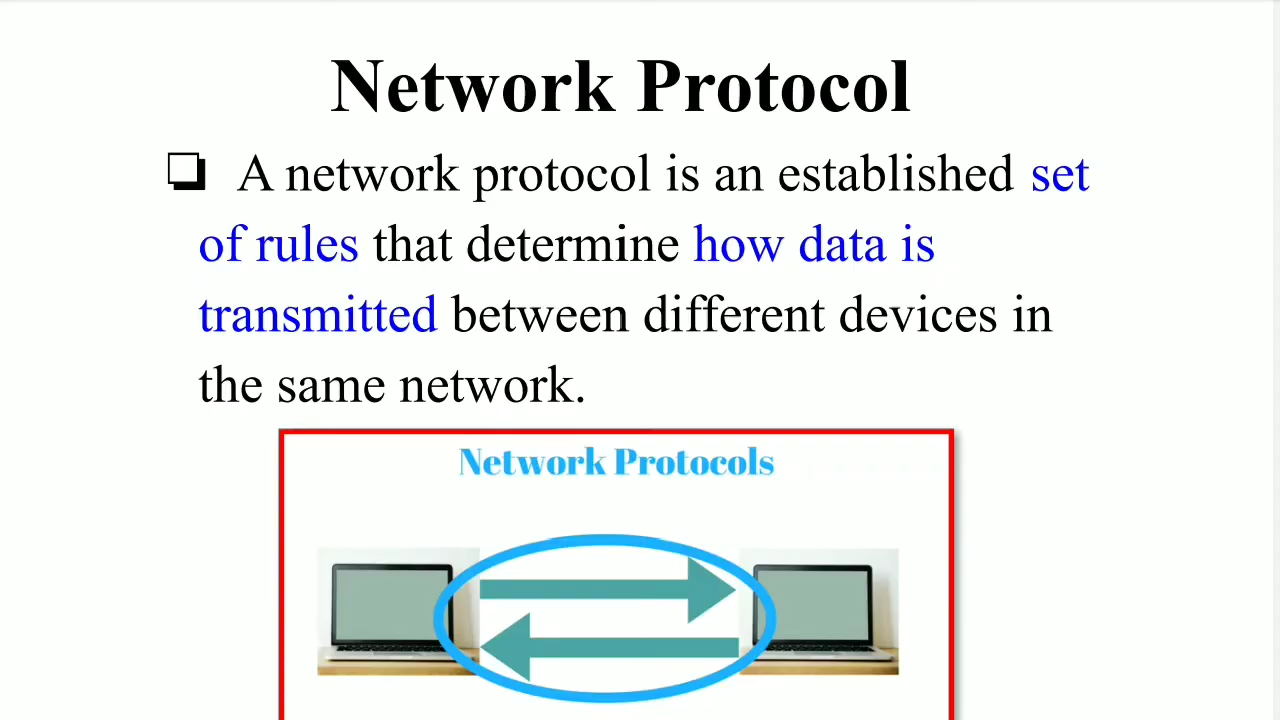 Network Protocol
❏ A network protocol is an established set
of rules that determine how data is
transmitted between different devices in
the same network.
Network Protocols